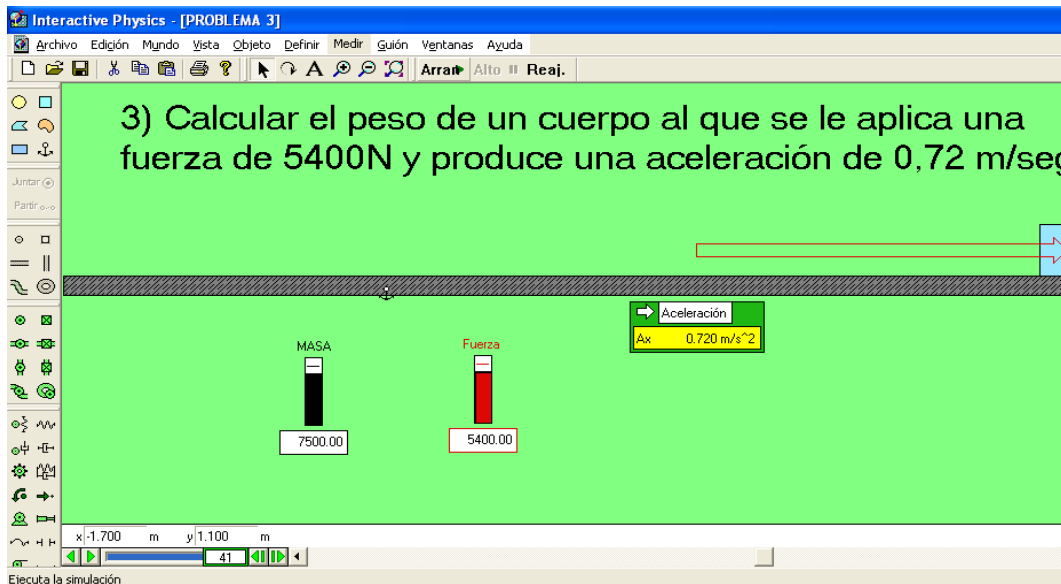 Interactive Physics - [PROBLEMA 3]
Archivo Edición Mundo Vista Objeto Definir Medir Guión Ventanas Ayuda
A Arran Alto Reaj.
3) Calcular el peso de un cuerpo al que se le aplica una
fuerza de 5400N y produce una aceleración de 0,72 m/seg
Juntar
Partir
Aceleración
Ax 0.720 m/s^2
MASA Fuerza
7500.00 5400.00
x -1.700 m y 1.100 m
41
Ejecuta la simulación